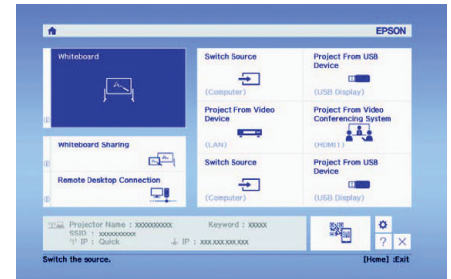 EPSON
Whiteboard
Switch Source
(Computer)
Project From USB
Device
(USB Display)
Project From Video
Device
(LAN)
Project From Video
Conferencing System
(HDMI1)
Whiteboard Sharing
Remote Desktop Connection
Switch Source
(Computer)
Project From USB
Device
(USB Display)
Projector Name : xxxxxxxxxx
Keyword : xxxxx
SSID : xxxxxxxxxx
IP : Quick
IP : xxx.xxx.xxx.xxx
Switch the source.
[Home] :Exit